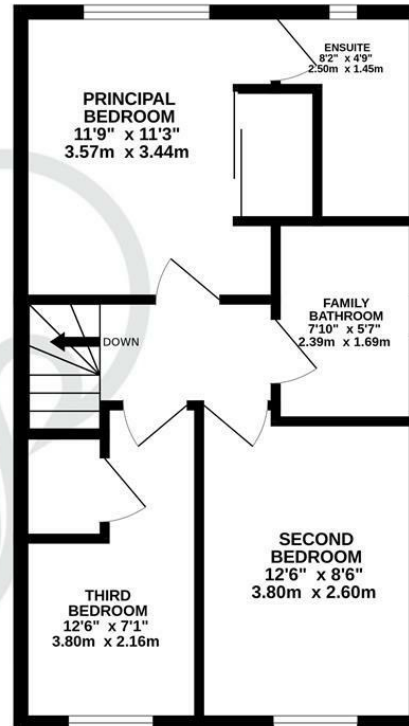 ENSUITE
8'2" x 4'9"
2.50m x 1.45m
PRINCIPAL
BEDROOM
11'9" x 11'3"
3.57m x 3.44m
FAMILY
BATHROOM
7'10" x 5'7"
2.39m x 1.69m
DOWN
SECOND
BEDROOM
12'6" x 8'6"
3.80m x 2.60m
THIRD
BEDROOM
12'6" x 7'1"
3.80m x 2.16m